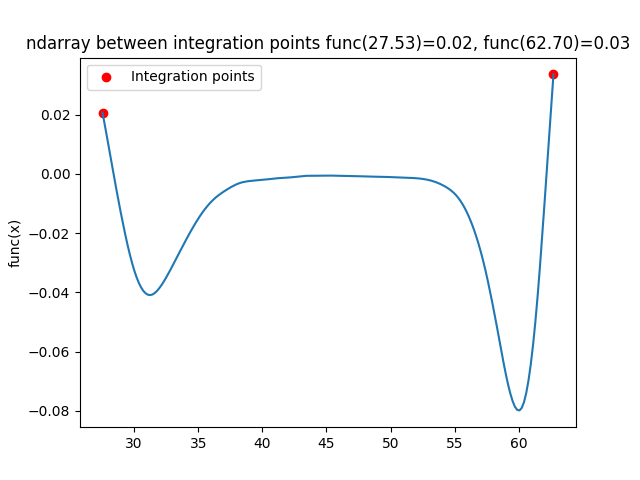 ndarray between integration points func(27.53)=0.02, func(62.70)=0.03
Integration points
func(x)
0.02
0.00
−0.02
−0.04
−0.06
−0.08
30 35 40 45 50 55 60